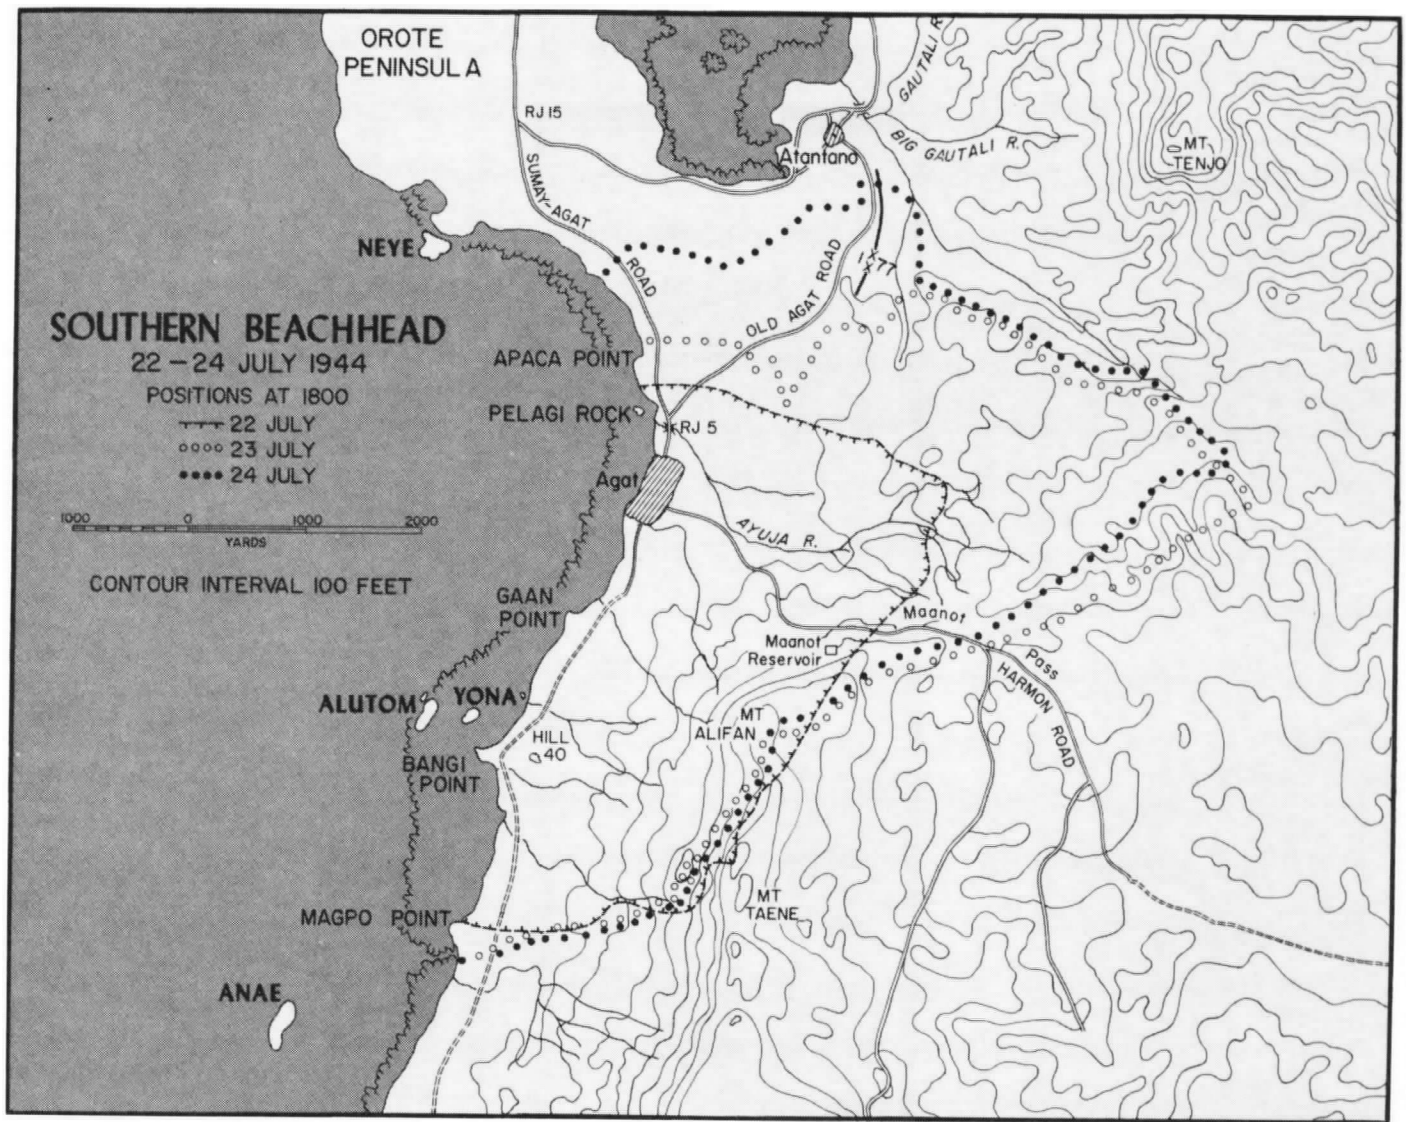 OROTE
PENINSULA
RJ 15
SUMAY-AGAT
ROAD
Atantano
GAUTALI R.
BIG GAUTALI R.
MT
TENJO
NEYE
SOUTHERN BEACHHEAD
22 – 24 JULY 1944
POSITIONS AT 1800
22 JULY
23 JULY
24 JULY
1000 0 1000 2000
YARDS
CONTOUR INTERVAL 100 FEET
1 X 77
OLD AGAT ROAD
APACA POINT
PELAGI ROCK
RJ 5
Agat
AYUJA R.
GAAN
POINT
Maanot
Pass
Maanot
Reservoir
HARMON ROAD
ALUTOM
YONA
MT
ALIFAN
HILL
40
BANGI
POINT
MT
TAENE
MAGPO POINT
ANAE